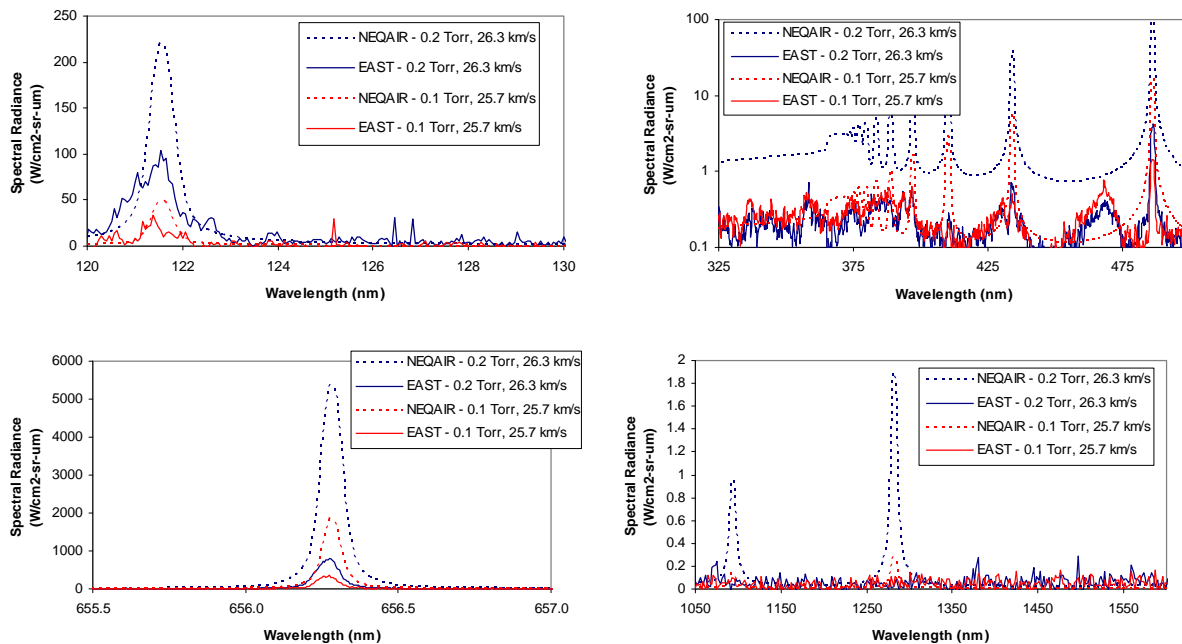 250
200
150
100
50
0
120
122
124
126
128
130
Spectral Radiance
(W/cm2-sr-um)
Wavelength (nm)
NEQAIR - 0.2 Torr, 26.3 km/s
EAST - 0.2 Torr, 26.3 km/s
NEQAIR - 0.1 Torr, 25.7 km/s
EAST - 0.1 Torr, 25.7 km/s
100
10
1
0.1
325
375
425
475
Spectral Radiance
(W/cm2-sr-um)
Wavelength (nm)
NEQAIR - 0.2 Torr, 26.3 km/s
EAST - 0.2 Torr, 26.3 km/s
NEQAIR - 0.1 Torr, 25.7 km/s
EAST - 0.1 Torr, 25.7 km/s
6000
5000
4000
3000
2000
1000
0
655.5
656.0
656.5
657.0
Spectral Radiance
(W/cm2-sr-um)
Wavelength (nm)
NEQAIR - 0.2 Torr, 26.3 km/s
EAST - 0.2 Torr, 26.3 km/s
NEQAIR - 0.1 Torr, 25.7 km/s
EAST - 0.1 Torr, 25.7 km/s
2
1.8
1.6
1.4
1.2
1
0.8
0.6
0.4
0.2
0
1050
1150
1250
1350
1450
1550
Spectral Radiance
(W/cm2-sr-um)
Wavelength (nm)
NEQAIR - 0.2 Torr, 26.3 km/s
EAST - 0.2 Torr, 26.3 km/s
NEQAIR - 0.1 Torr, 25.7 km/s
EAST - 0.1 Torr, 25.7 km/s